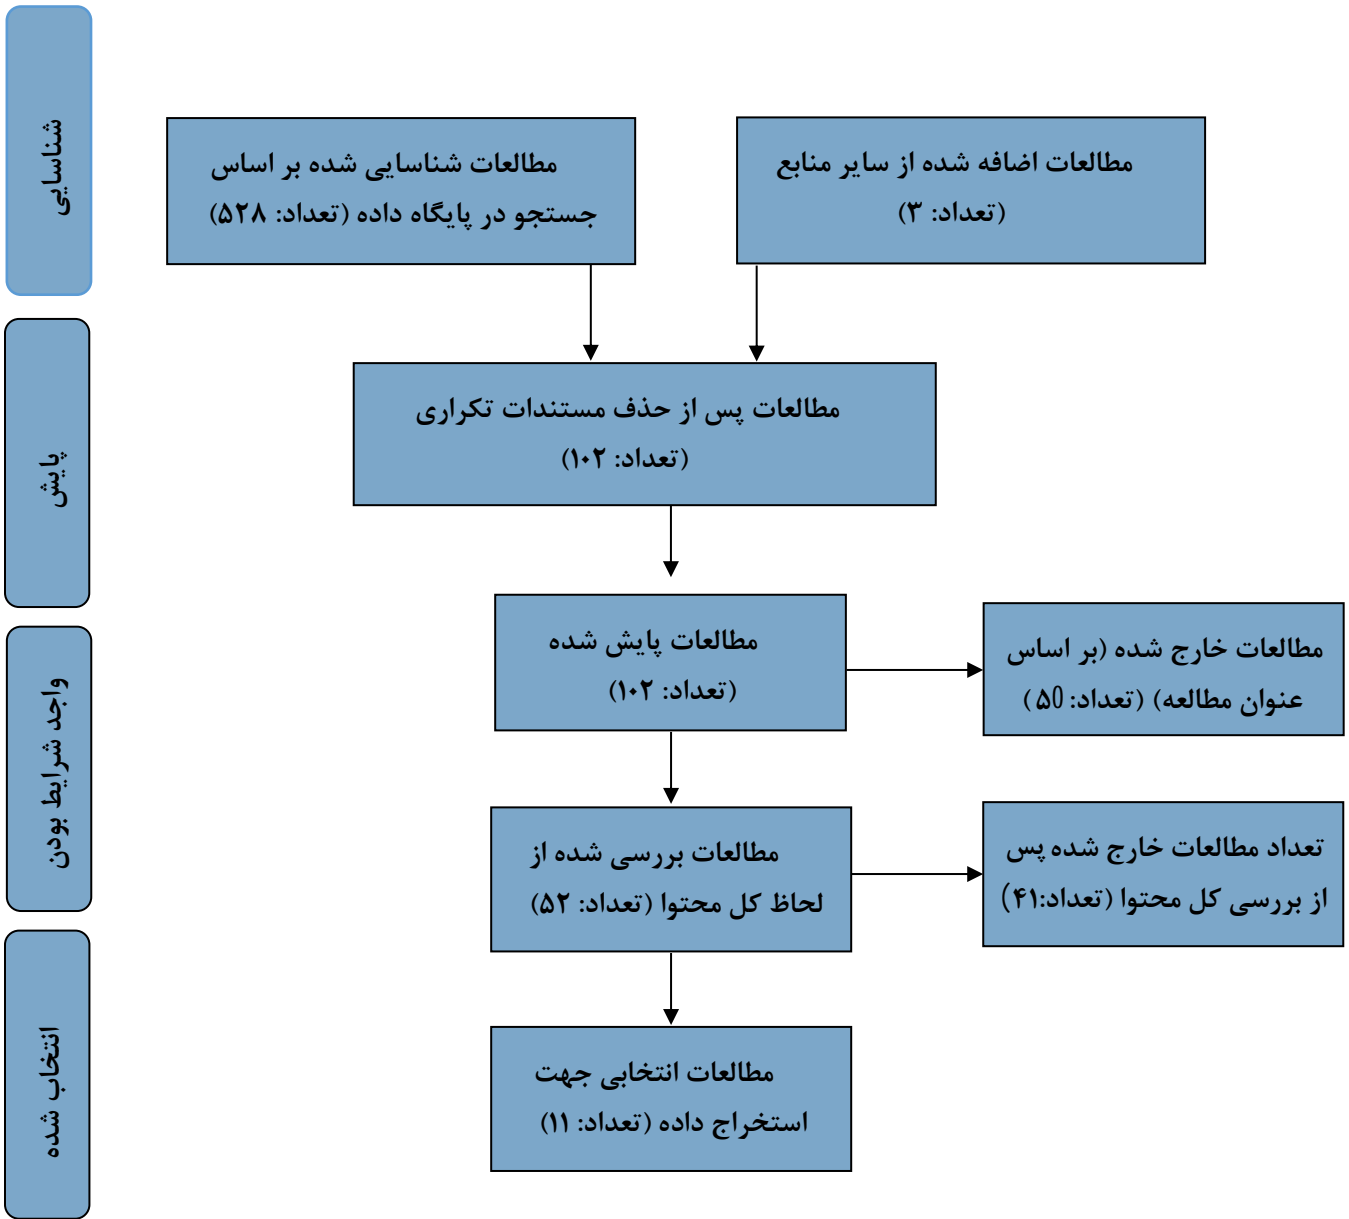 شناسایی
مطالعات اضافه شده از سایر منابع
(تعداد: ۳)
مطالعات شناسایی شده بر اساس
جستجو در پایگاه داده (تعداد: ۵۲۸)
پایش
مطالعات پس از حذف مستندات تکراری
(تعداد: ۱۰۲)
مطالعات پایش شده
(تعداد: ۱۰۲)
مطالعات خارج شده (بر اساس
عنوان مطالعه) (تعداد: ۵0)
واجد شرایط بودن
مطالعات بررسی شده از
لحاظ کل محتوا (تعداد: ۵۲)
تعداد مطالعات خارج شده پس
از بررسی کل محتوا (تعداد:۴۱)
انتخاب شده
مطالعات انتخابی جهت
استخراج داده (تعداد: ۱۱)